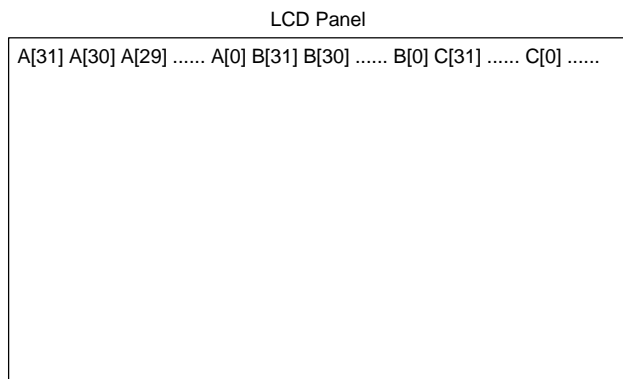 LCD Panel
A[31] A[30] A[29] ...... A[0] B[31] B[30] ...... B[0] C[31] ...... C[0] ......